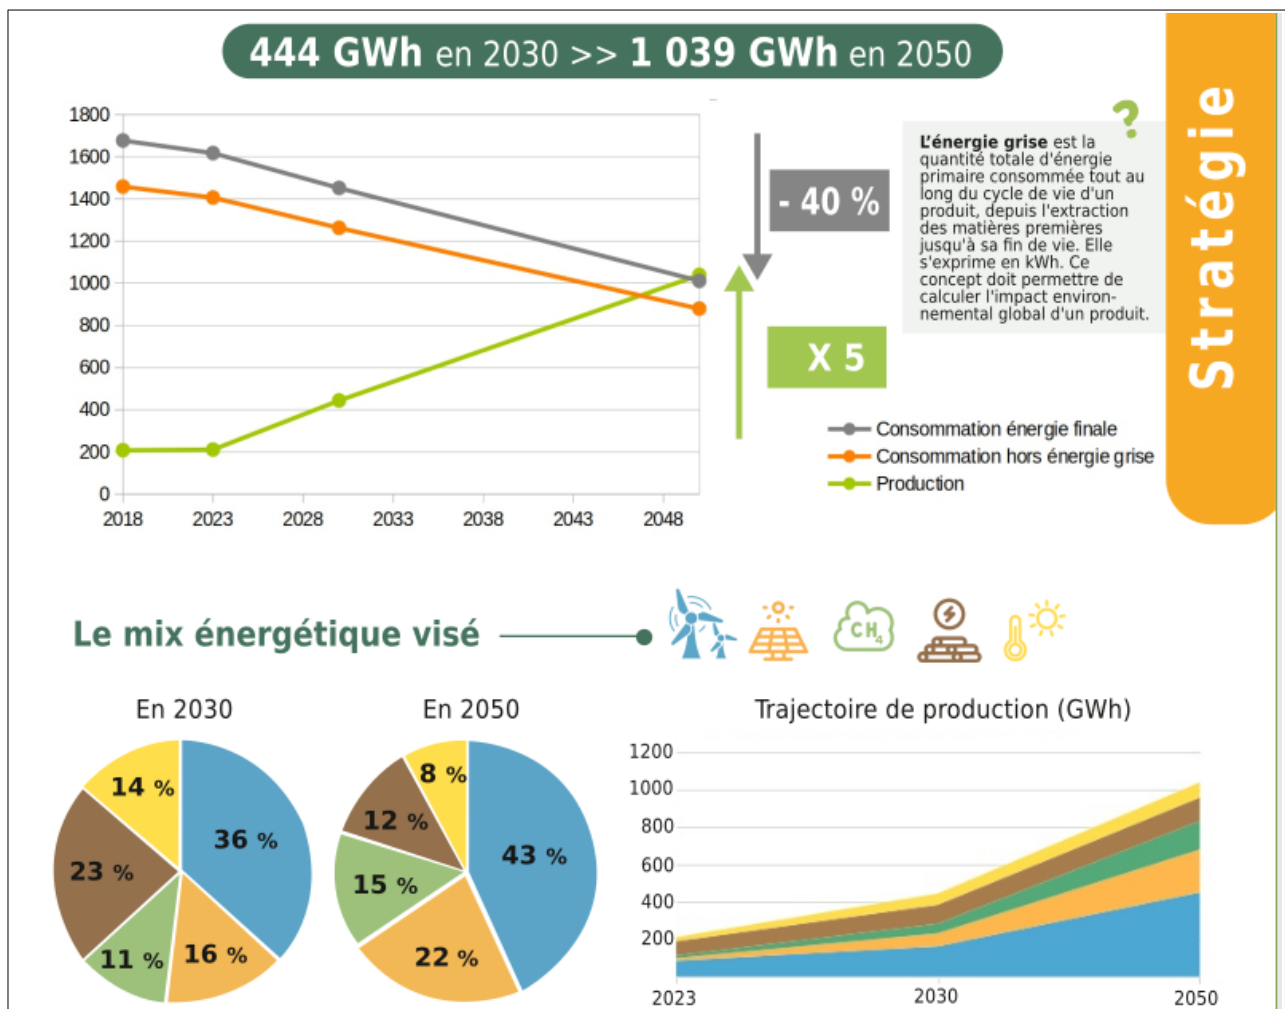 444 GWh en 2030 >> 1 039 GWh en 2050
Stratégie
1800
1600
1400
1200
1000
800
600
400
200
0
2018 2023 2028 2033 2038 2043 2048
- 40 %
X 5
?
L'énergie grise est la
quantité totale d'énergie
primaire consommée tout au
long du cycle de vie d'un
produit, depuis l'extraction
des matières premières
jusqu'à sa fin de vie. Elle
s'exprime en kWh. Ce
concept doit permettre de
calculer l'impact environ-
nemental global d'un produit.
Consommation énergie finale
Consommation hors énergie grise
Production
Le mix énergétique visé
CH4
En 2030
14 %
36 %
23 %
11 %
16 %
En 2050
8 %
12 %
43 %
15 %
22 %
Trajectoire de production (GWh)
1200
1000
800
600
400
200
2023 2030 2050